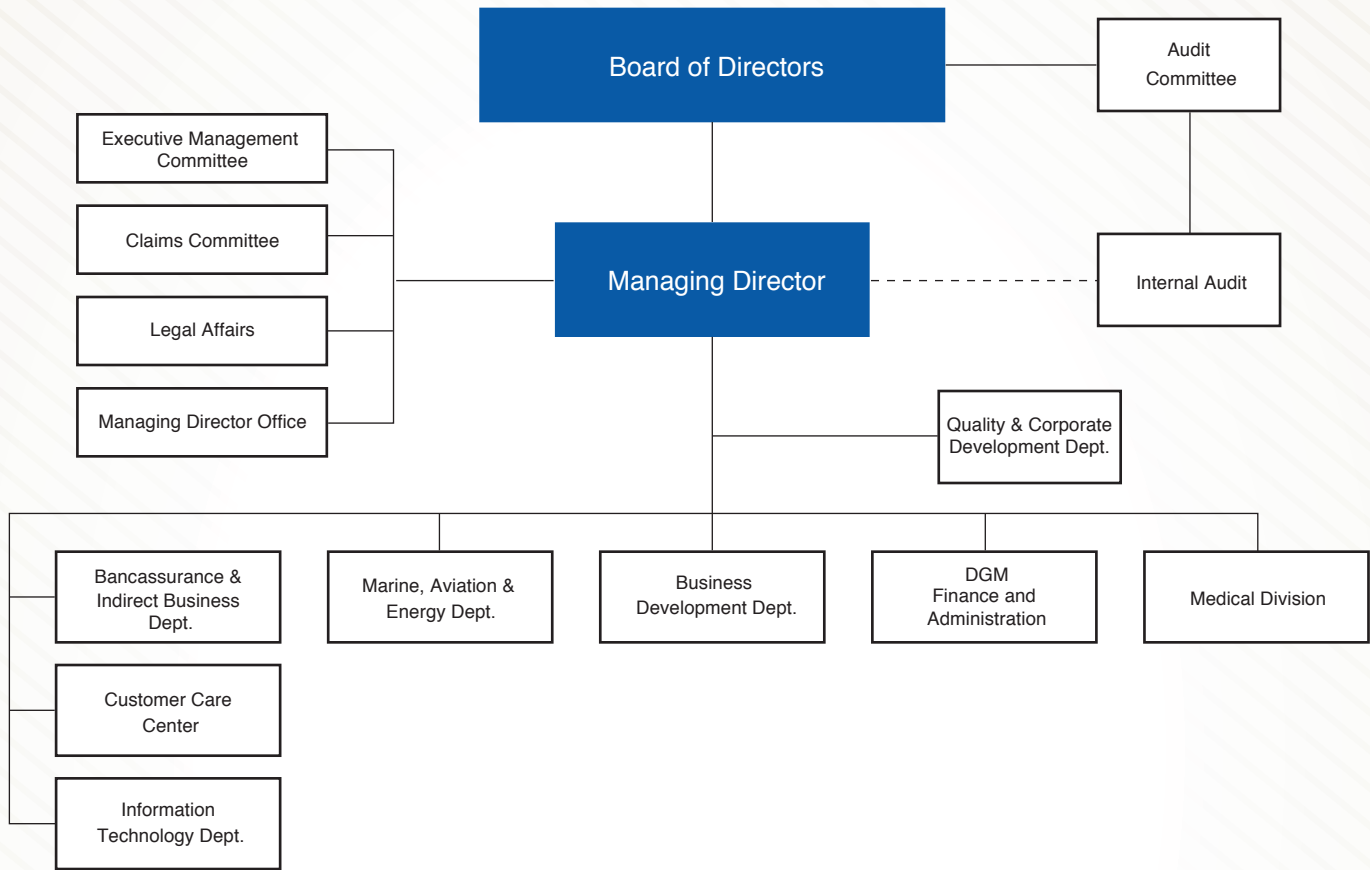 Board of Directors
Audit
Committee
Executive Management
Committee
Claims Committee
Managing Director
Internal Audit
Legal Affairs
Managing Director Office
Quality & Corporate
Development Dept.
Bancassurance &
Indirect Business
Dept.
Marine, Aviation &
Energy Dept.
Business
Development Dept.
DGM
Finance and
Administration
Medical Division
Customer Care
Center
Information
Technology Dept.